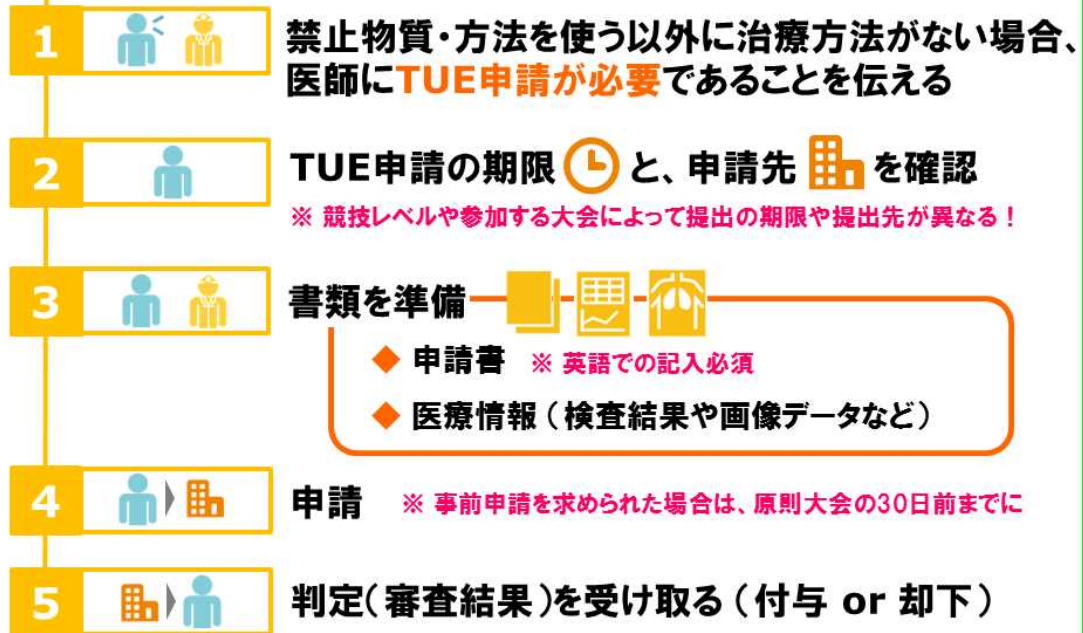 1
禁止物質・方法を使う以外に治療方法がない場合、
医師にTUE申請が必要であることを伝える
2
TUE申請の期限と、申請先を確認
※ 競技レベルや参加する大会によって提出の期限や提出先が異なる！
3
書類を準備
◆ 申請書 ※ 英語での記入必須
◆ 医療情報（検査結果や画像データなど）
4
申請 ※ 事前申請を求められた場合は、原則大会の30日前までに
5
判定（審査結果）を受け取る（付与 or 却下）